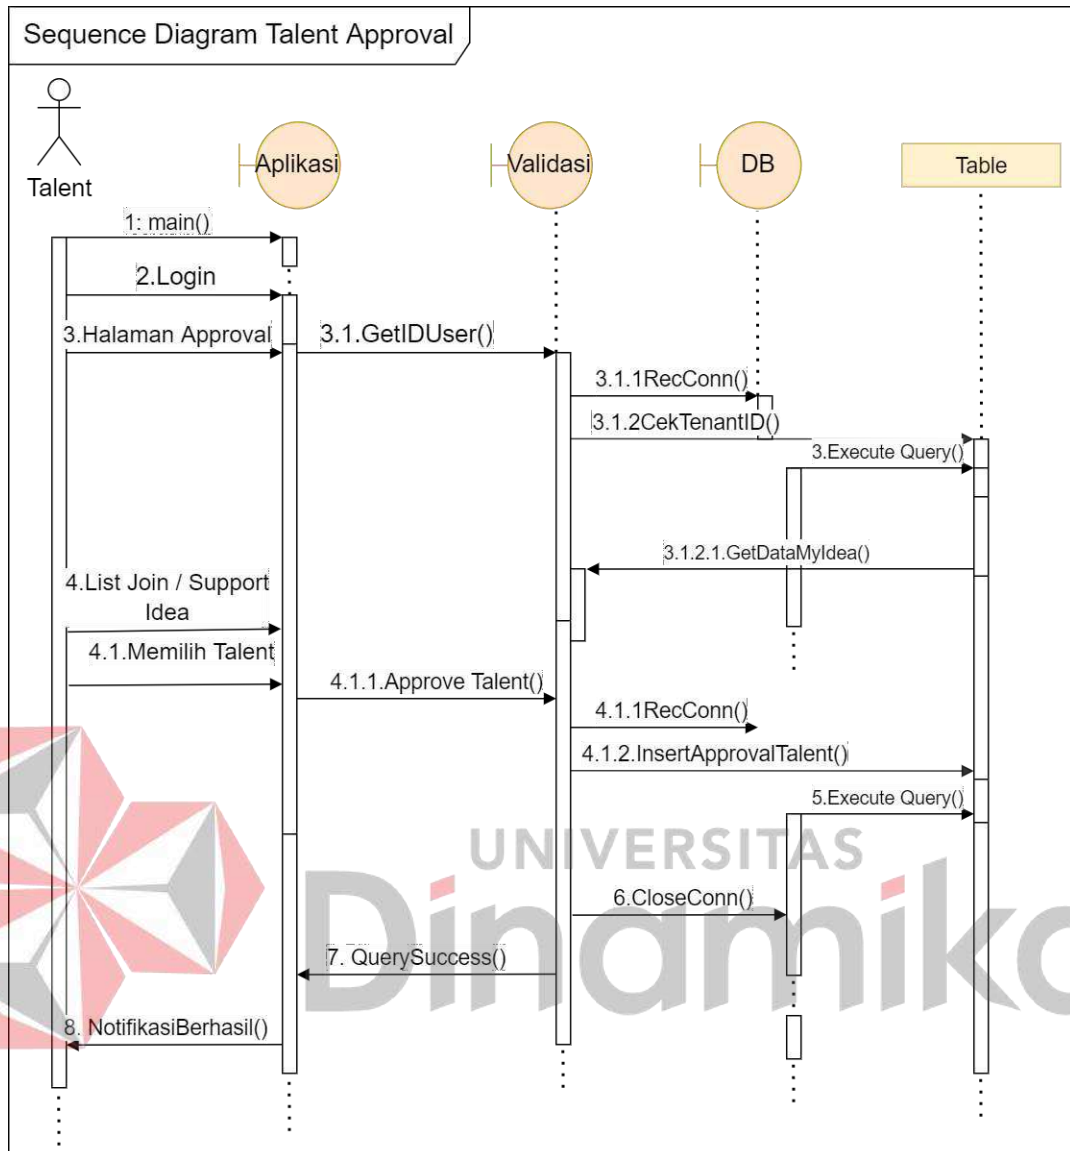 Sequence Diagram Talent Approval
Talent
Aplikasi
Validasi
DB
Table
1: main()
2.Login
3.Halaman Approval
3.1.GetIDUser()
3.1.1RecConn()
3.1.2CekTenantID()
3.Execute Query()
3.1.2.1.GetDataMyIdea()
4.List Join / Support
Idea
4.1.Memilih Talent
4.1.1.Approve Talent()
4.1.1RecConn()
4.1.2.InsertApprovalTalent()
5.Execute Query()
UNIVERSITAS
Dinamika
6.CloseConn()
7. QuerySuccess()
8. NotifikasiBerhasil()